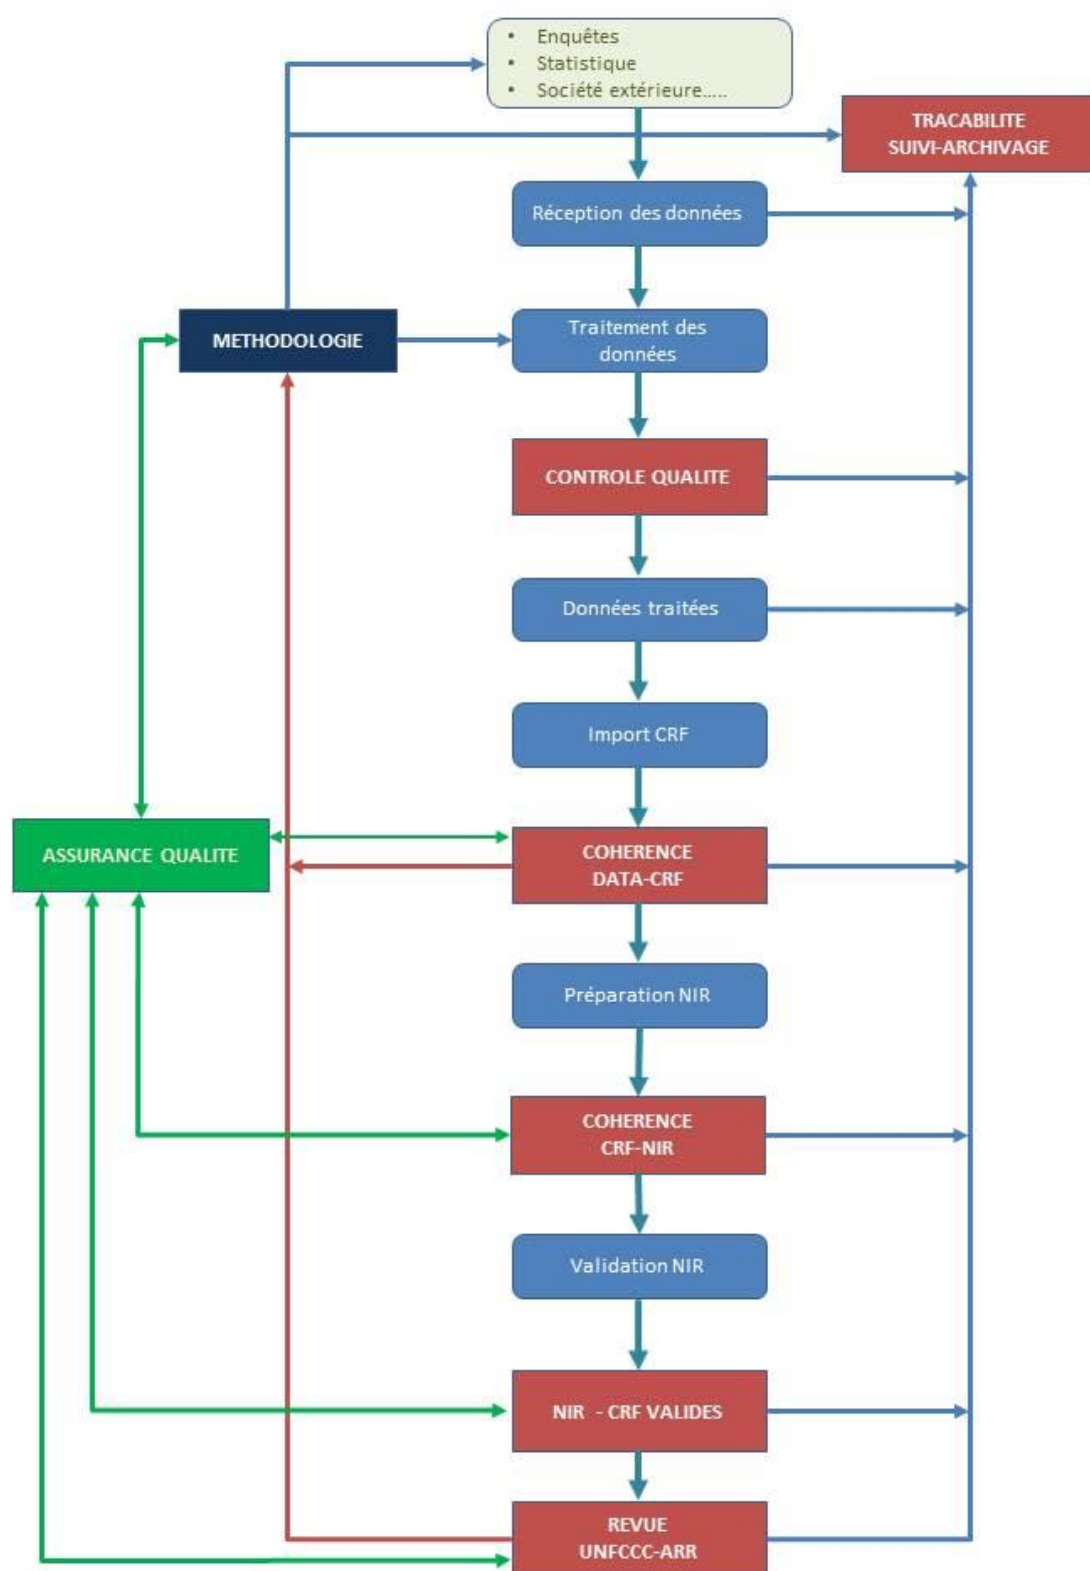 • Enquêtes
• Statistique
• Société extérieure.....
TRACABILITE
SUIVI-ARCHIVAGE
Réception des données
METHODOLOGIE
Traitement des
données
CONTROLE QUALITE
Données traitées
Import CRF
ASSURANCE QUALITE
COHERENCE
DATA-CRF
Préparation NIR
COHERENCE
CRF-NIR
Validation NIR
NIR - CRF VALIDES
REVUE
UNFCCC-ARR